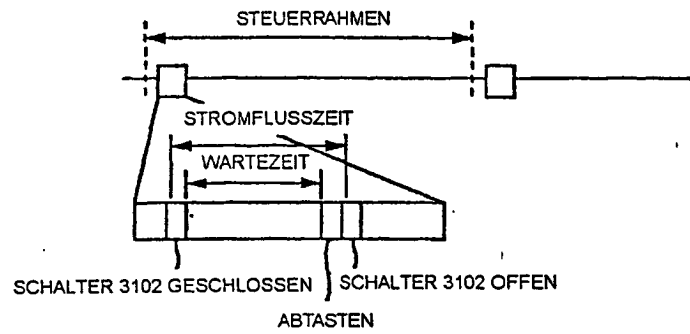 STEUERRAHMEN
STROMFLUSSZEIT
WARTEZEIT
SCHALTER 3102 GESCHLOSSEN
SCHALTER 3102 OFFEN
ABTASTEN